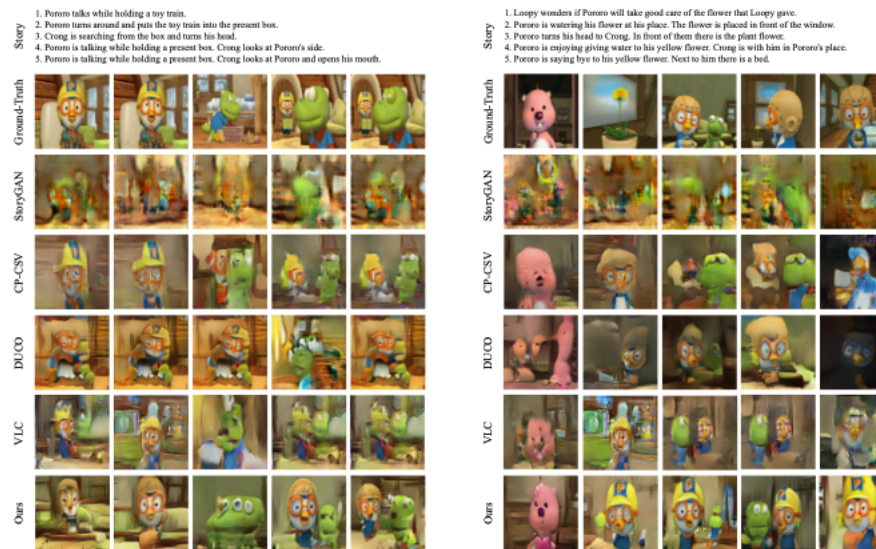 Story
1. Pororo talks while holding a toy train.
2. Pororo turns around and puts the toy train into the present box.
3. Crong is searching from the box and turns his head.
4. Pororo is talking while holding a present box. Crong looks at Pororo's side.
5. Pororo is talking while holding a present box. Crong looks at Pororo and opens his mouth.
Ground-Truth
StoryGAN
CP-CSV
DUCO
VLC
Ours
Story
1. Loopy wonders if Pororo will take good care of the flower that Loopy gave.
2. Pororo is watering his flower at his place. The flower is placed in front of the window.
3. Pororo turns his head to Crong. In front of them there is the plant flower.
4. Pororo is enjoying giving water to his yellow flower. Crong is with him in Pororo's place.
5. Pororo is saying bye to his yellow flower. Next to him there is a bed.
Ground-Truth
StoryGAN
CP-CSV
DUCO
VLC
Ours